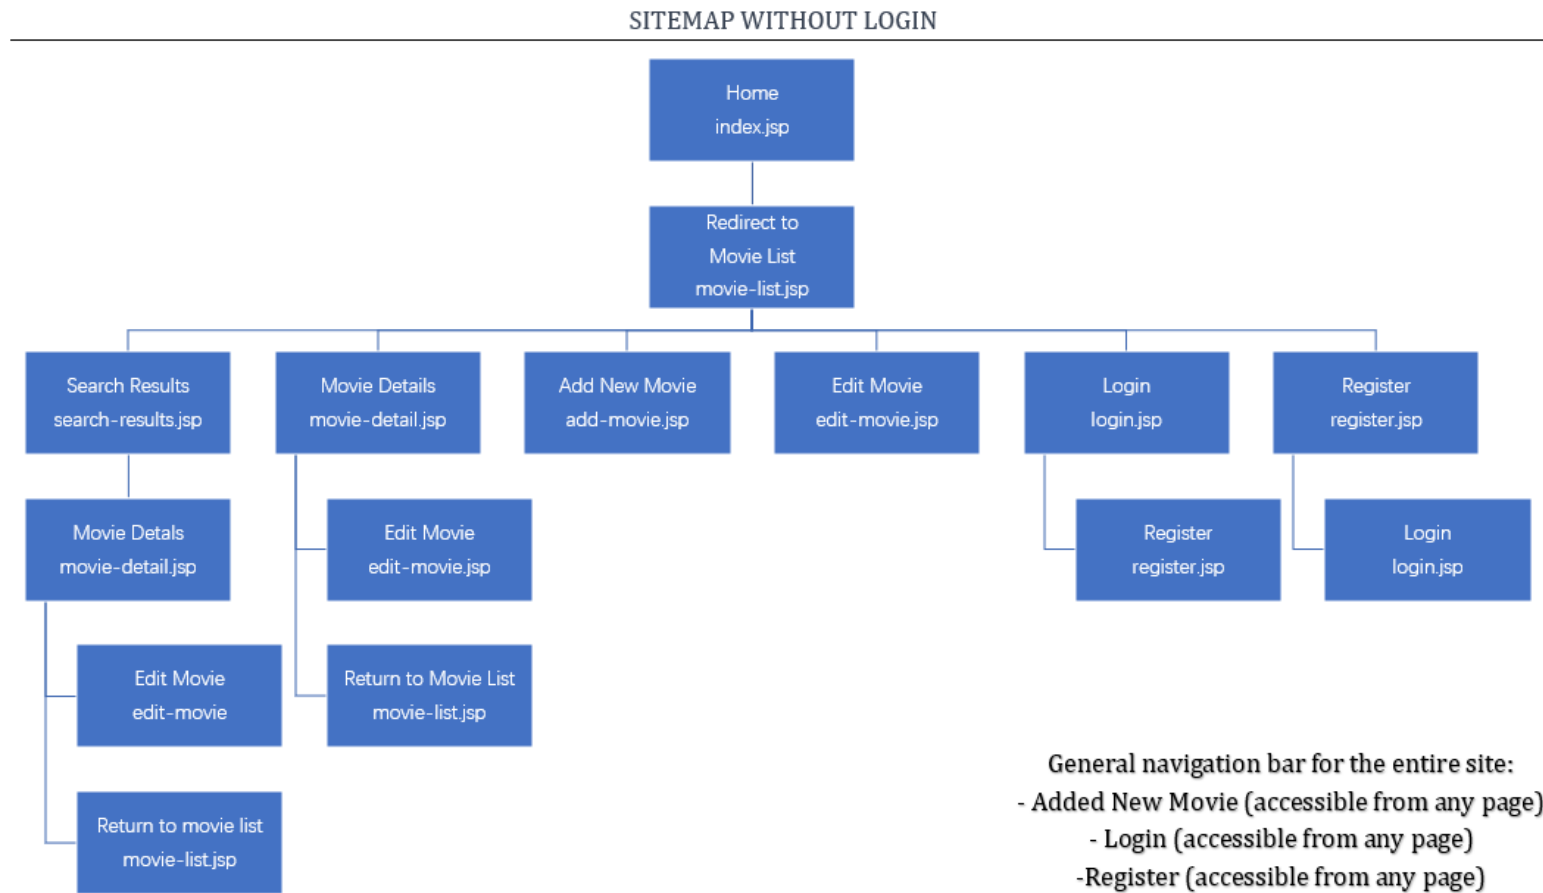 SITEMAP WITHOUT LOGIN
Home
index.jsp
Redirect to
Movie List
movie-list.jsp
Search Results
search-results.jsp
Movie Details
movie-detail.jsp
Add New Movie
add-movie.jsp
Edit Movie
edit-movie.jsp
Login
login.jsp
Register
register.jsp
Movie Detals
movie-detail.jsp
Edit Movie
edit-movie.jsp
Register
register.jsp
Login
login.jsp
Edit Movie
edit-movie
Return to Movie List
movie-list.jsp
Return to movie list
movie-list.jsp
General navigation bar for the entire site:
- Added New Movie (accessible from any page)
- Login (accessible from any page)
-Register (accessible from any page)